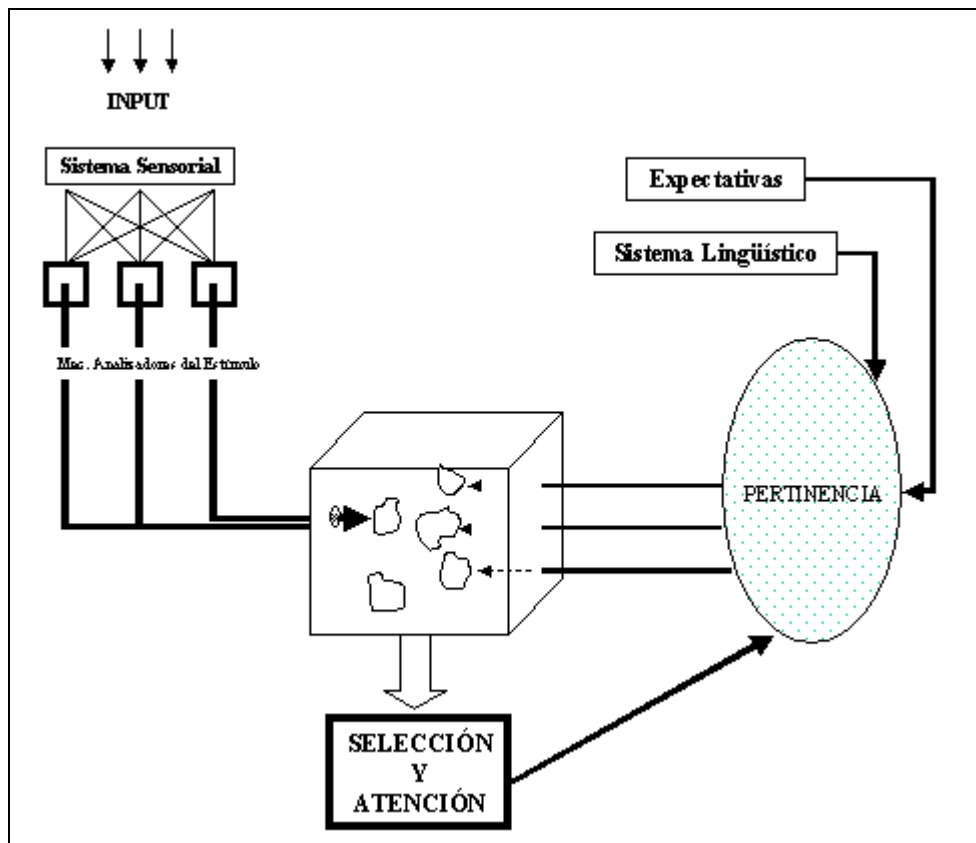 INPUT
Sistema Sensorial
Expectativas
Sistema Lingüístico
Mec. Analizadores del Estímulo
PERTINENCIA
SELECCIÓN
Y
ATENCIÓN